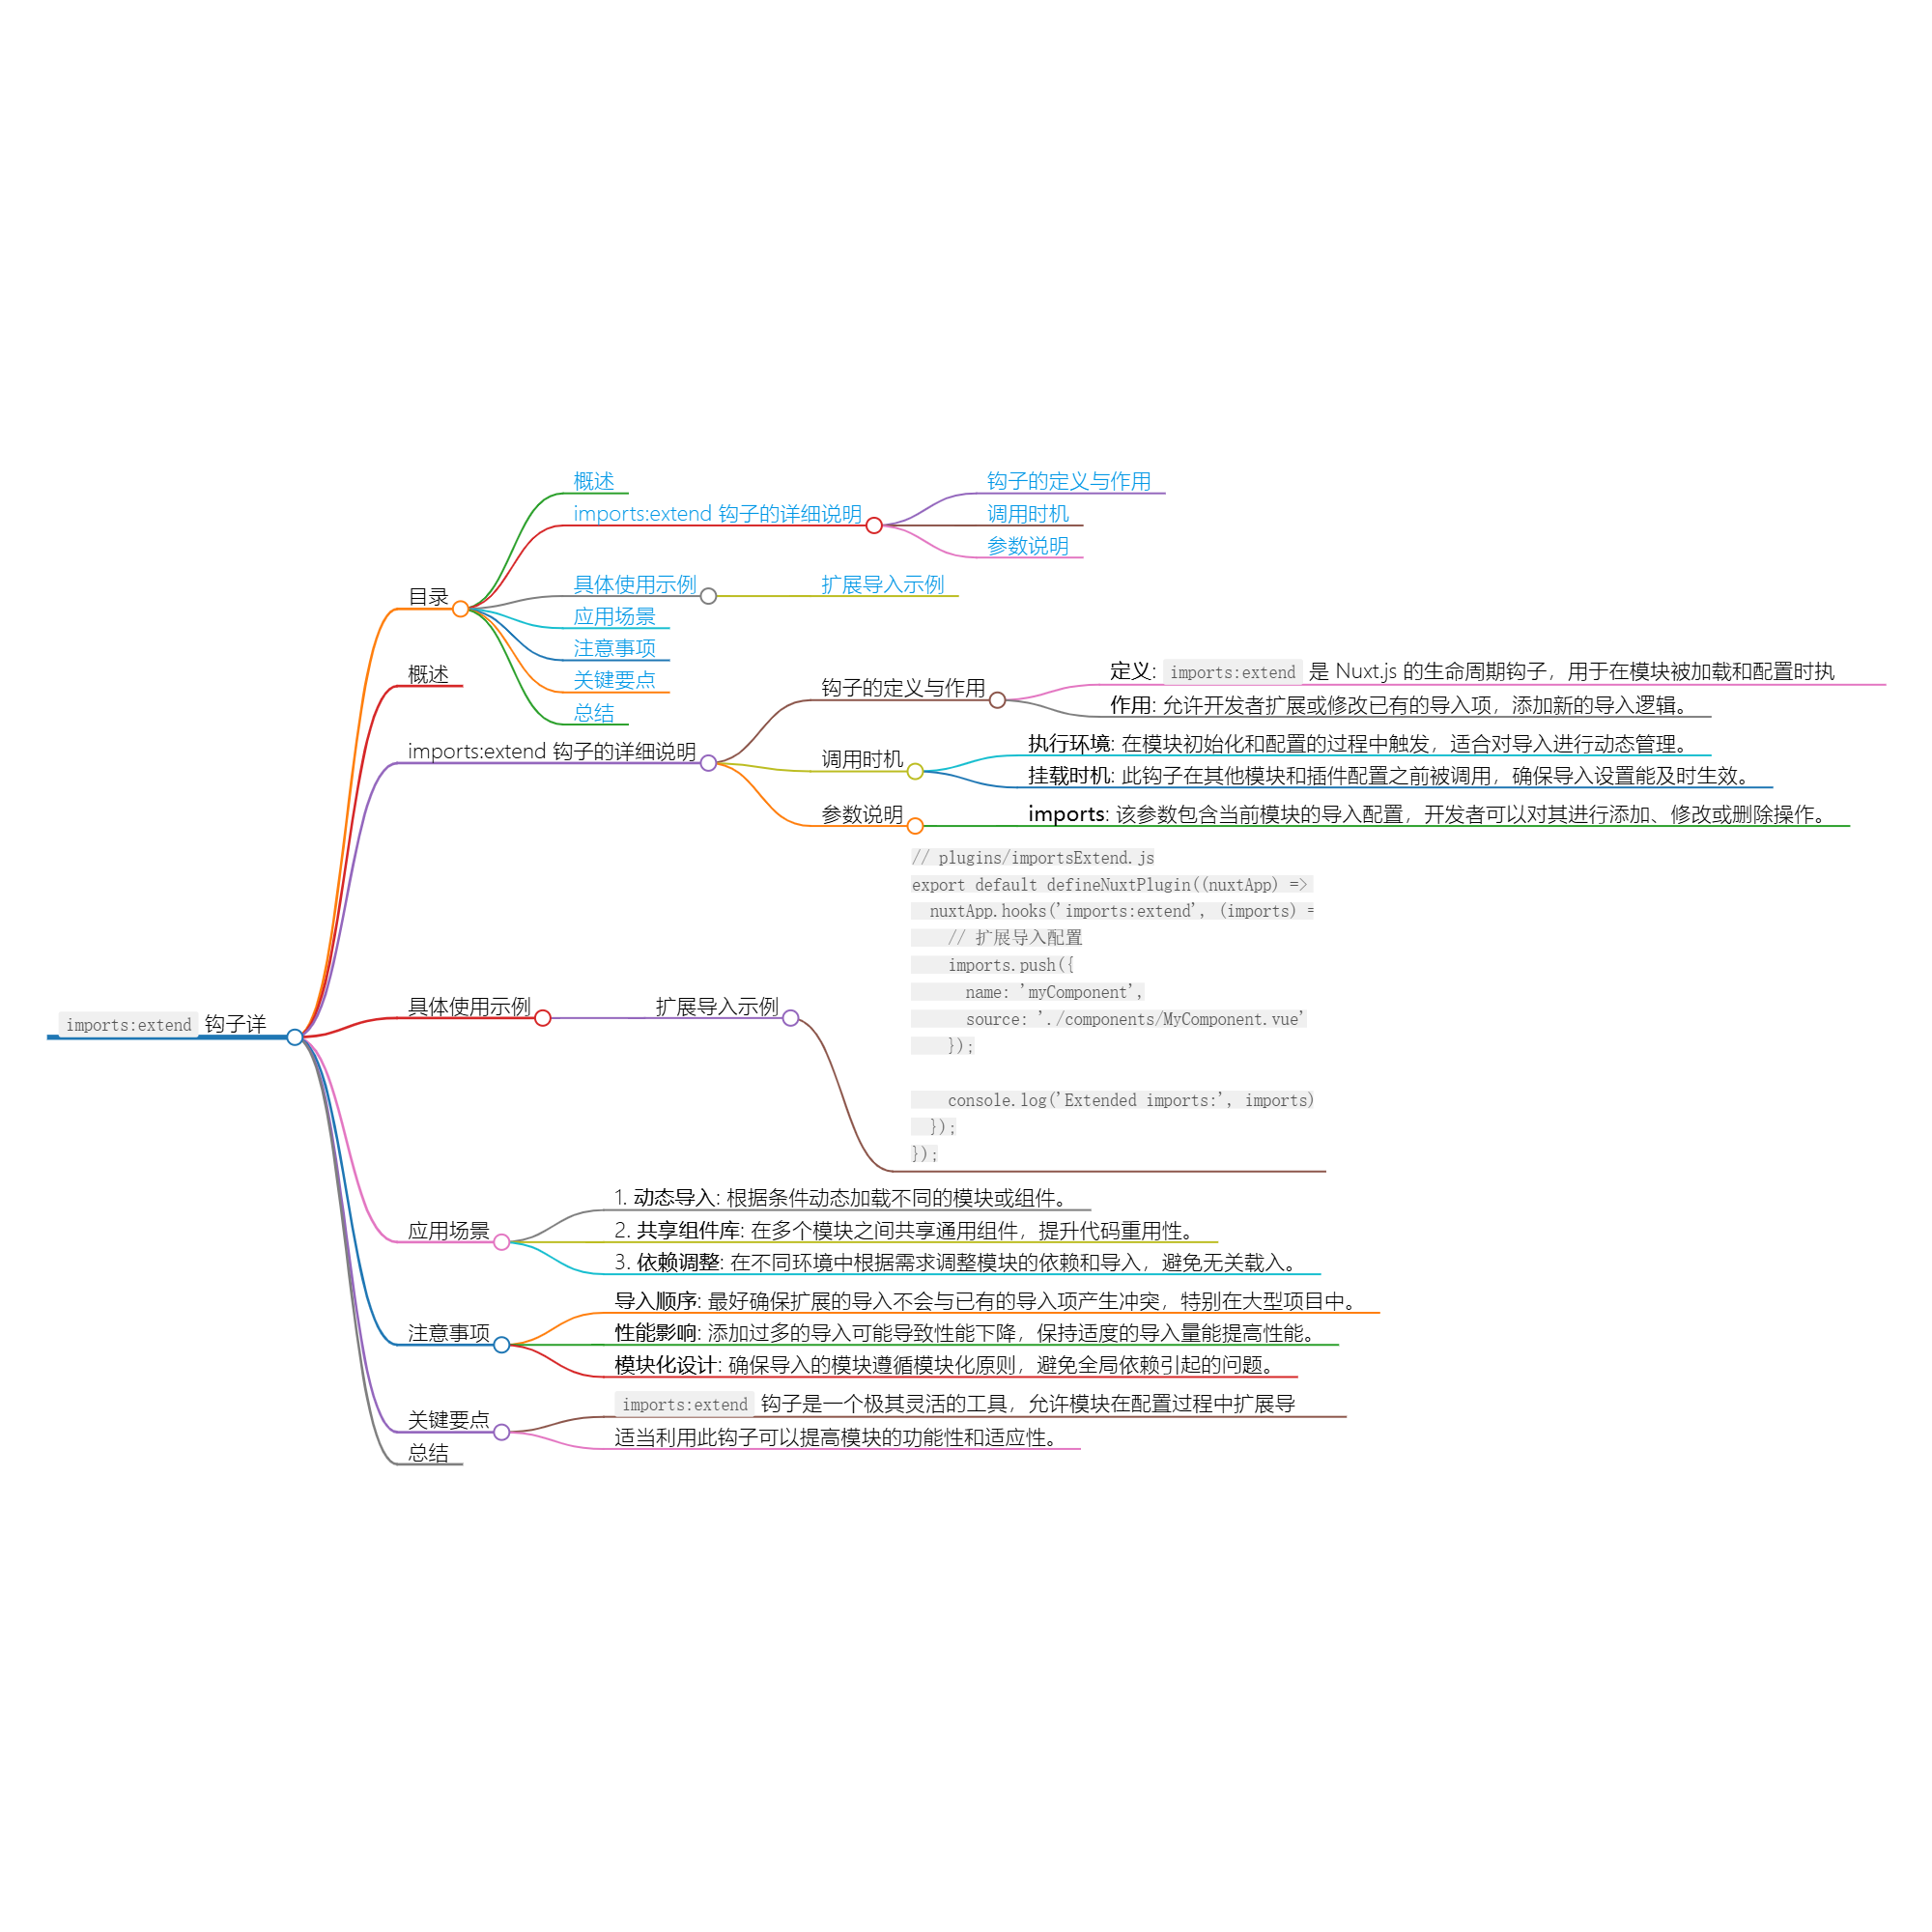 imports:extend 钩子详
目录
概述
imports:extend 钩子的详细说明
钩子的定义与作用
调用时机
参数说明
具体使用示例
扩展导入示例
应用场景
注意事项
关键要点
总结
概述
imports:extend 钩子的详细说明
钩子的定义与作用
定义: imports:extend 是 Nuxt.js 的生命周期钩子，用于在模块被加载和配置时执
作用: 允许开发者扩展或修改已有的导入项，添加新的导入逻辑。
调用时机
执行环境: 在模块初始化和配置的过程中触发，适合对导入进行动态管理。
挂载时机: 此钩子在其他模块和插件配置之前被调用，确保导入设置能及时生效。
参数说明
imports: 该参数包含当前模块的导入配置，开发者可以对其进行添加、修改或删除操作。
具体使用示例
扩展导入示例
// plugins/importsExtend.js
export default defineNuxtPlugin((nuxtApp) =>
nuxtApp.hooks('imports:extend', (imports) =
// 扩展导入配置
imports.push({
name: 'myComponent',
source: './components/MyComponent.vue'
});
console.log('Extended imports:', imports)
});
});
应用场景
1. 动态导入: 根据条件动态加载不同的模块或组件。
2. 共享组件库: 在多个模块之间共享通用组件，提升代码重用性。
3. 依赖调整: 在不同环境中根据需求调整模块的依赖和导入，避免无关载入。
注意事项
导入顺序: 最好确保扩展的导入不会与已有的导入项产生冲突，特别在大型项目中。
性能影响: 添加过多的导入可能导致性能下降，保持适度的导入量能提高性能。
模块化设计: 确保导入的模块遵循模块化原则，避免全局依赖引起的问题。
关键要点
imports:extend 钩子是一个极其灵活的工具，允许模块在配置过程中扩展导
适当利用此钩子可以提高模块的功能性和适应性。
总结